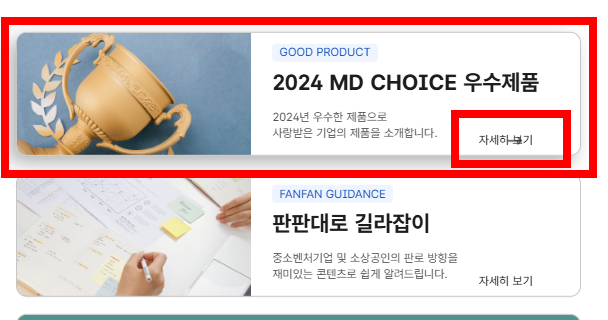 GOOD PRODUCT
2024 MD CHOICE 우수제품
2024년 우수한 제품으로
사랑받은 기업의 제품을 소개합니다.
자세히 보기
FANFAN GUIDANCE
판판대로 길라잡이
중소벤처기업 및 소상공인의 판로 방향을
재미있는 콘텐츠로 쉽게 알려드립니다.
자세히 보기